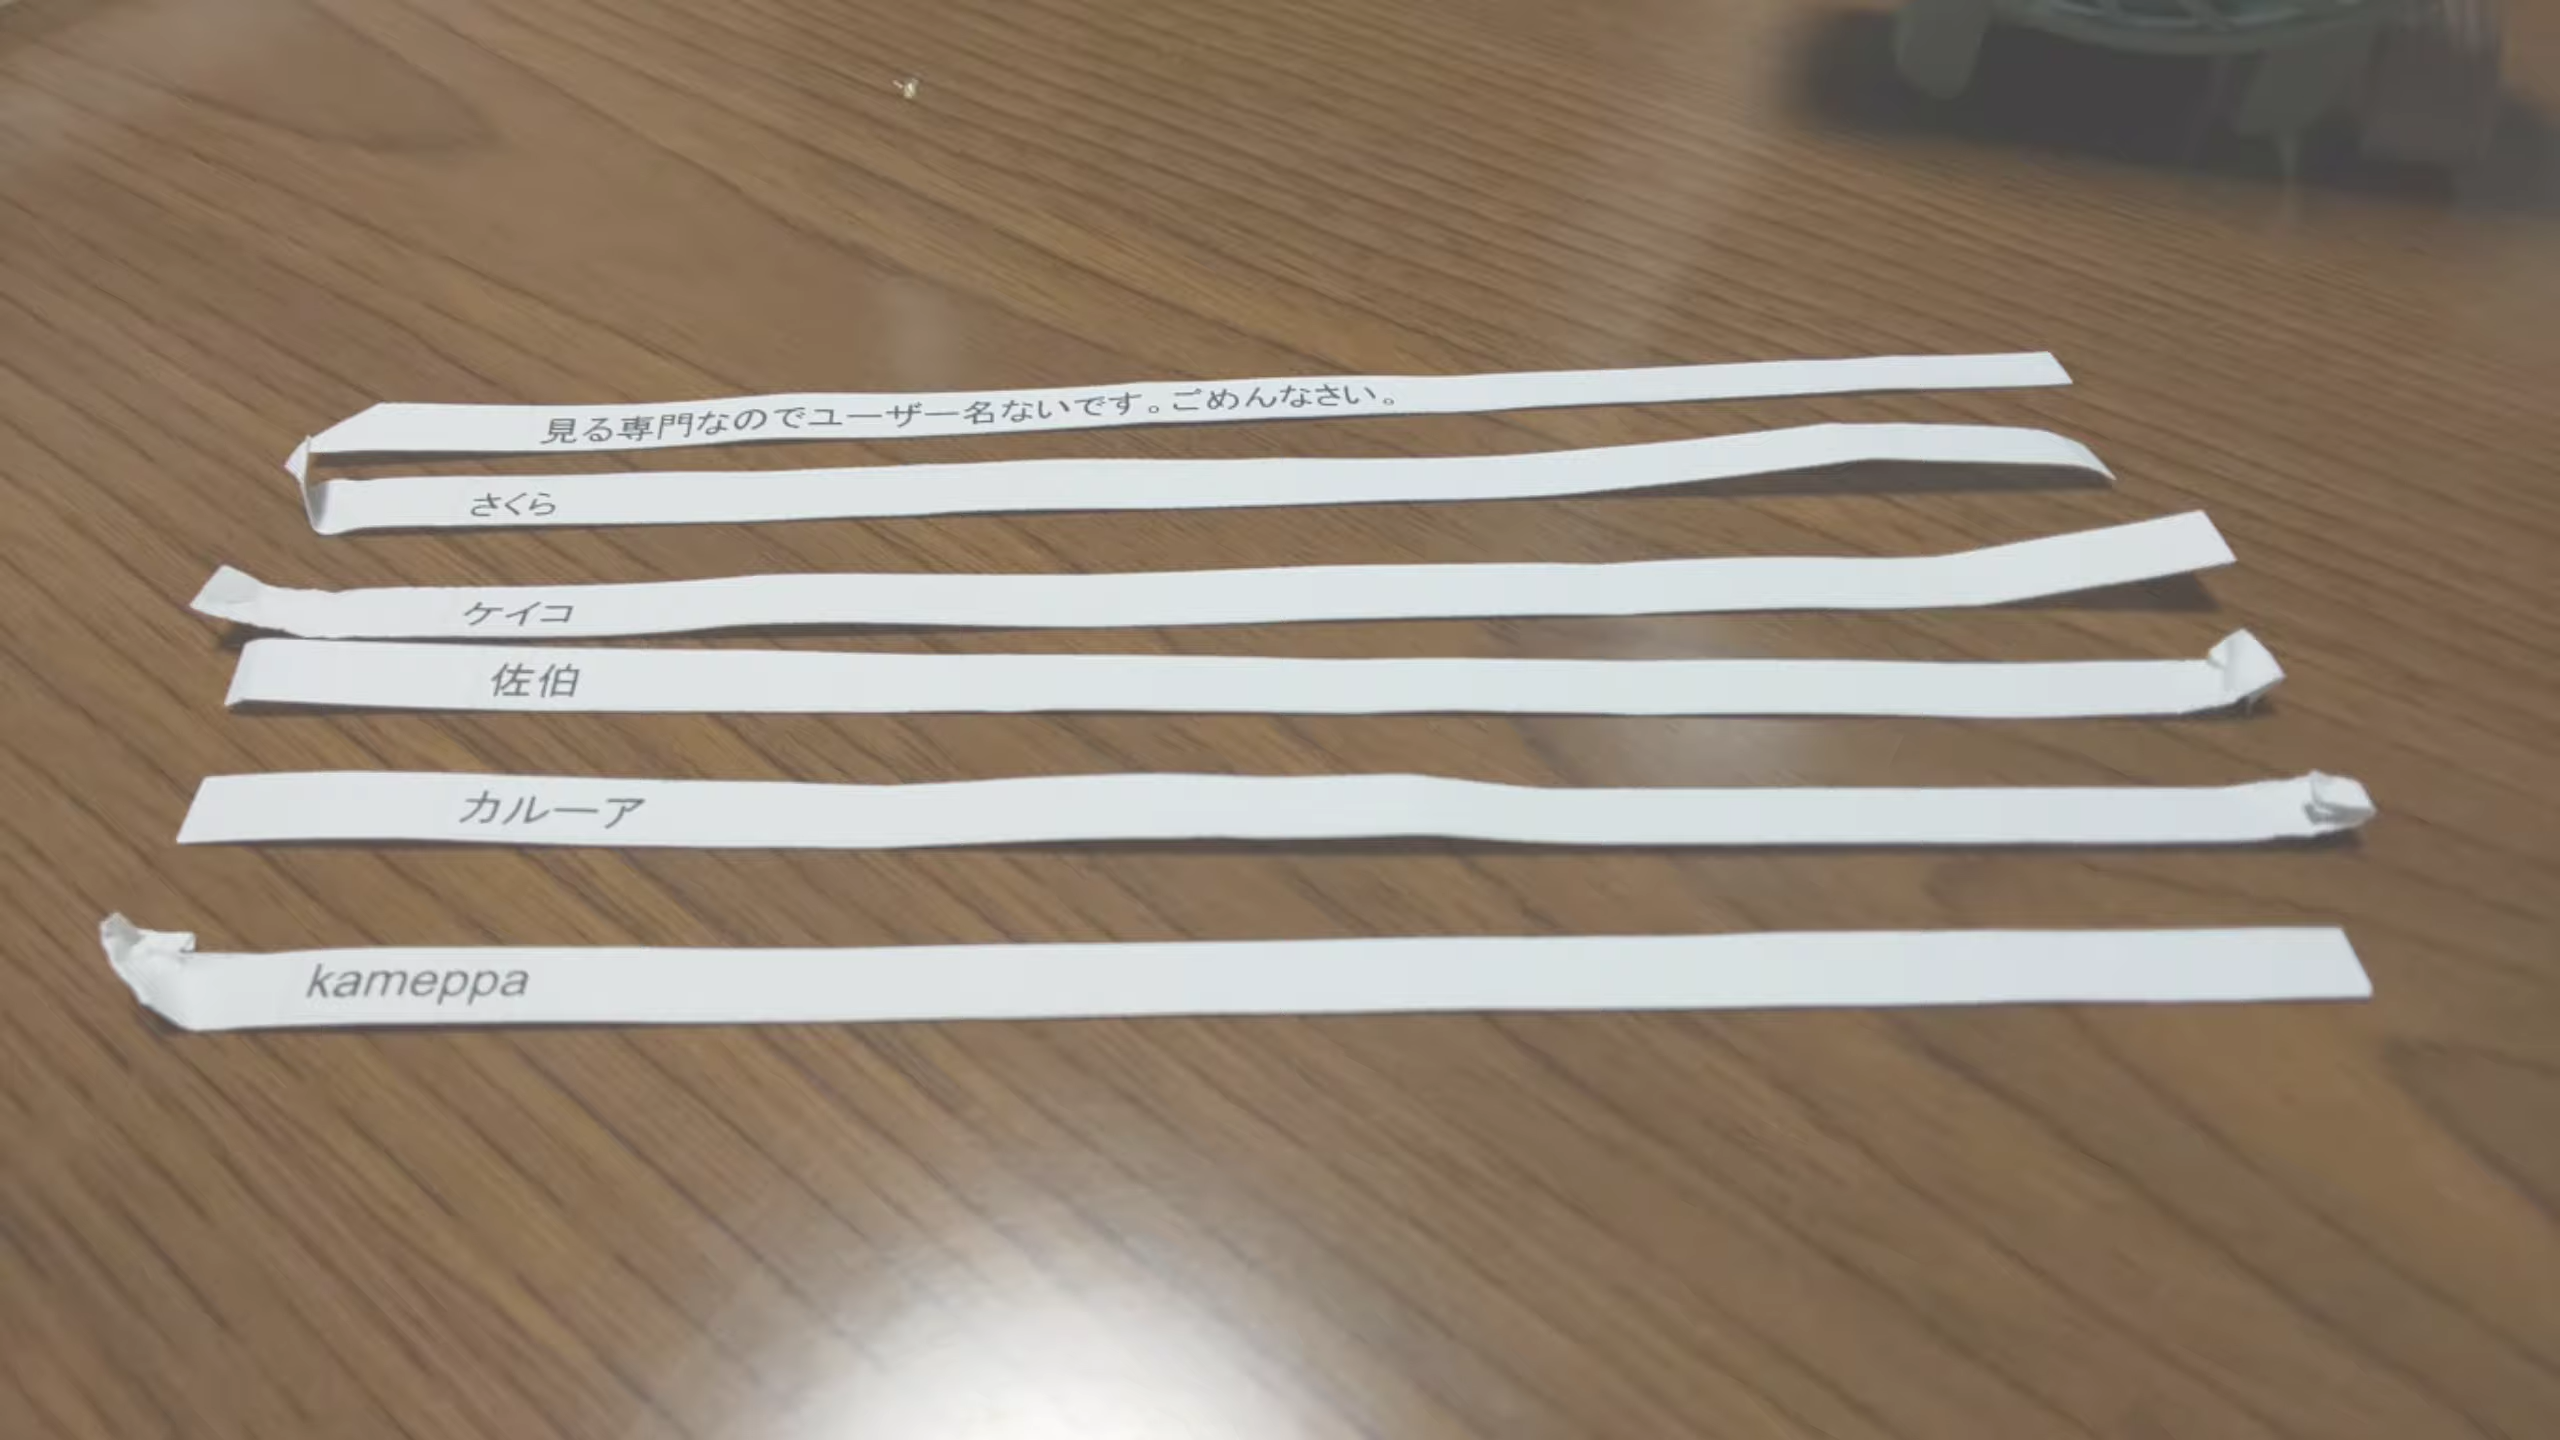 見る専門なのでユーザー名ないです。ごめんなさい。
さくら
ケイコ
佐伯
カルーア
kameppa